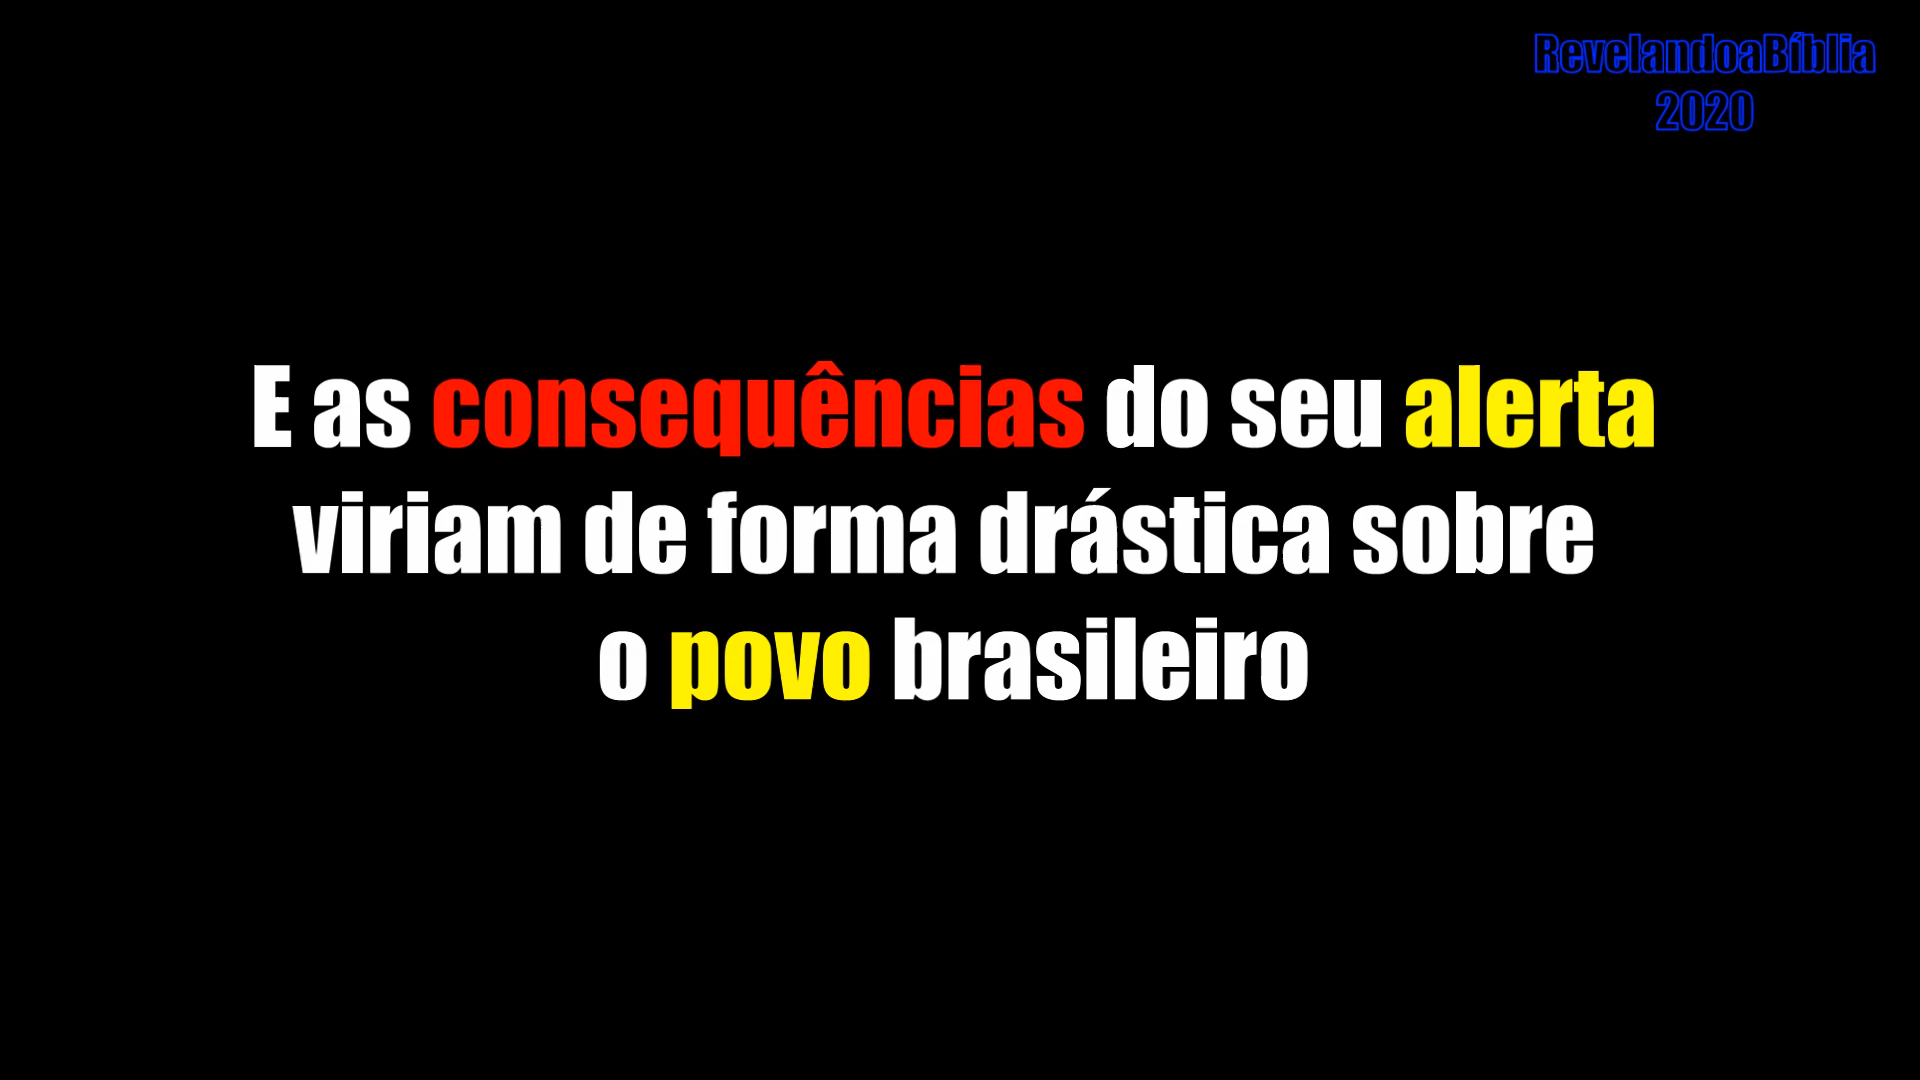 RevelandoaBíblia
2020
E as consequências do seu alerta
viriam de forma drástica sobre
o povo brasileiro